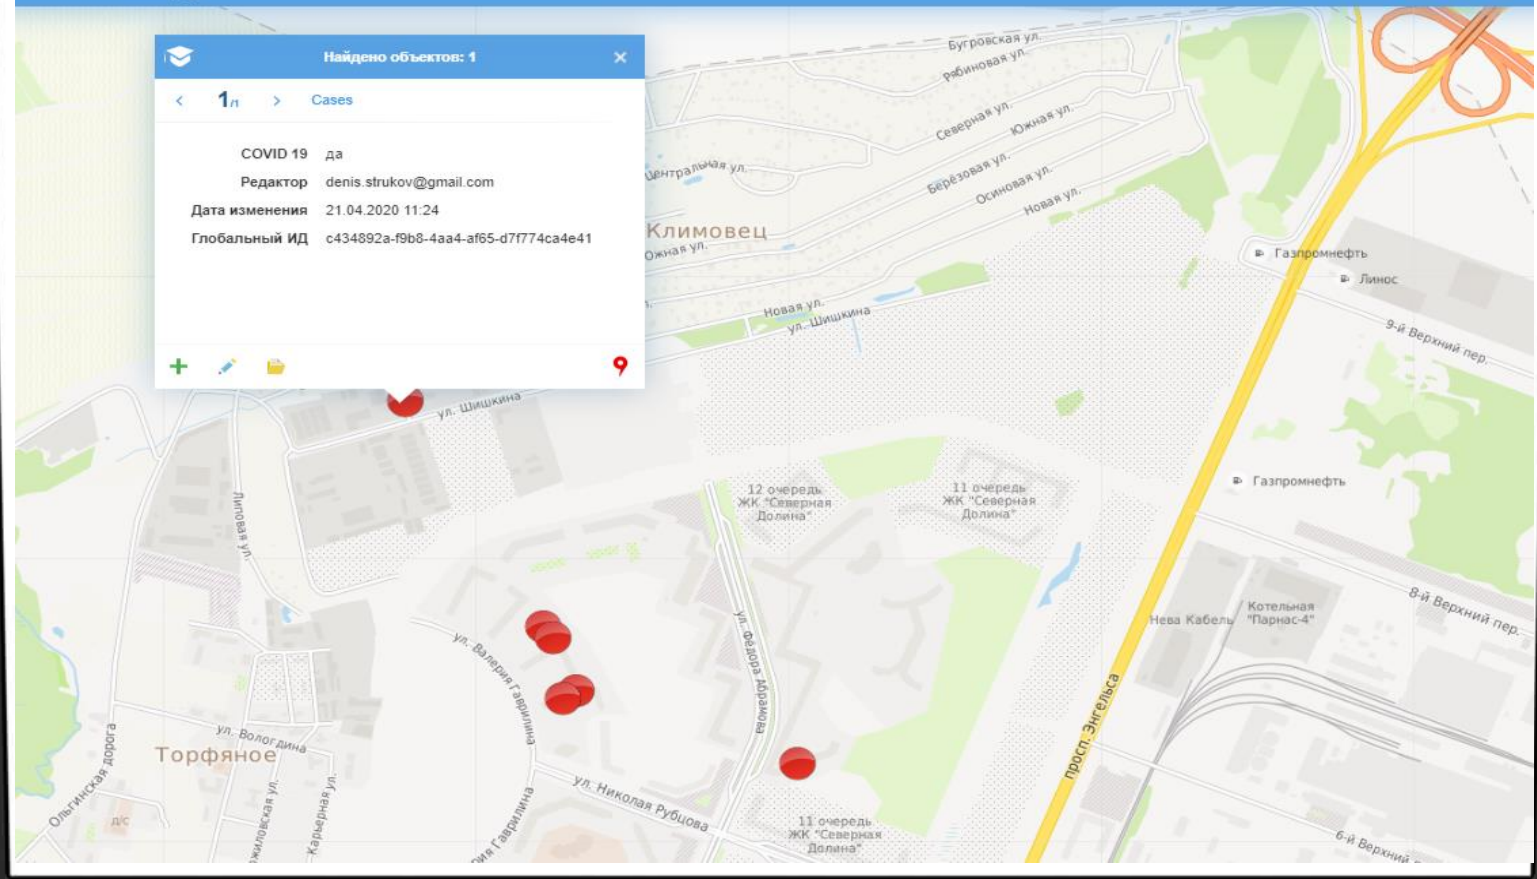 Найдено объектов: 1
1/1
Cases
COVID 19 да
Редактор denis.strukov@gmail.com
Дата изменения 21.04.2020 11:24
Глобальный ИД c434892a-f9b8-4aa4-af65-d7f774ca4e41
Бугровская ул.
Рябиновая ул.
Северная ул.
Южная ул.
Центральная ул.
Берёзовая ул.
Осиновая ул.
Новая ул.
Климовец
Южная ул.
Газпромнефть
Линос
Новая ул.
ул. Шишкина
9-й Верхний пер.
ул. Шишкина
Газпромнефть
12 очередь
ЖК "Северная
Долина"
11 очередь
ЖК "Северная
Долина"
Липовая ул.
8-й Верхний пер.
Нева Кабель
Котельная
"Парнас-4"
ул. Валерия Гаврилина
ул. Фёдора Абрамова
просп. Энгельса
ул. Вологдина
Торфяное
Ольгинская дорога
д/с
Карьерная ул.
ул. Николая Рубцова
11 очередь
ЖК "Северная
Долина"
6-й Верхний